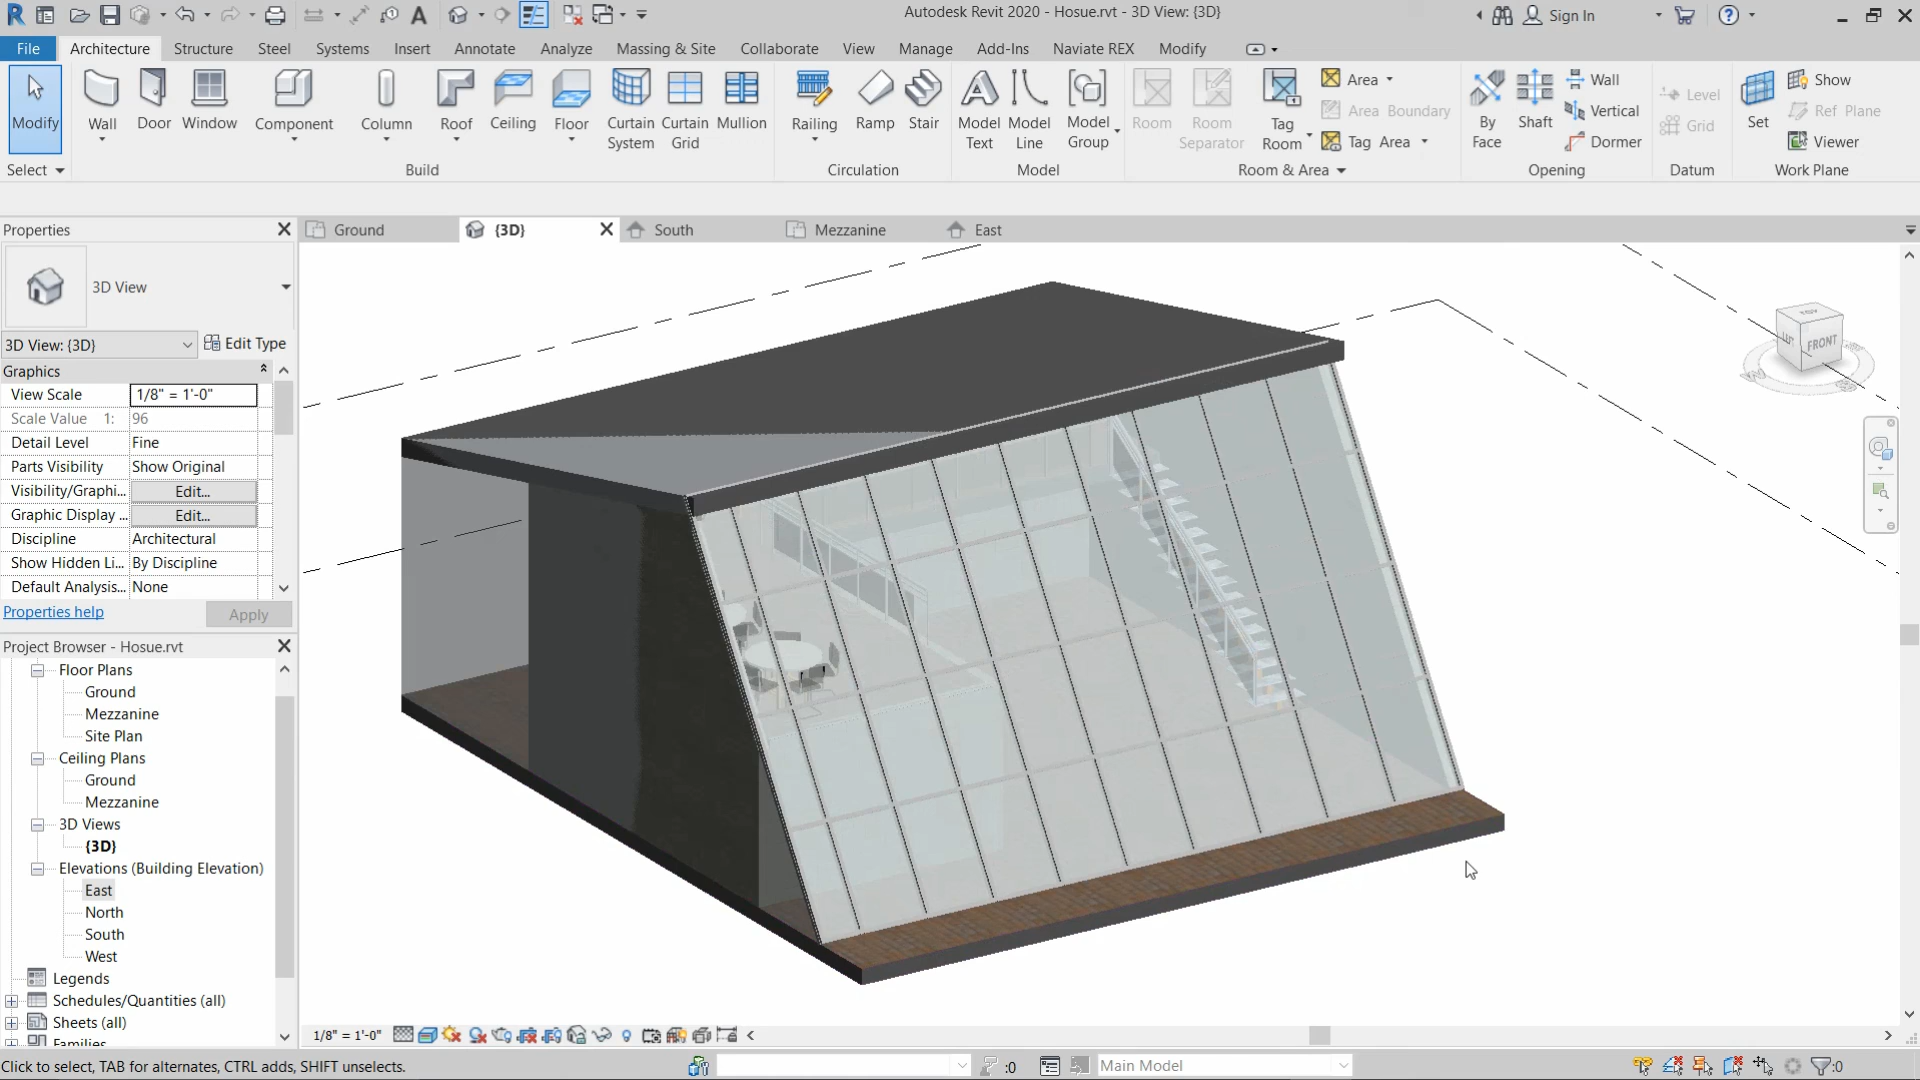 Autodesk Revit 2020 - Hosue.rvt - 3D View: {3D}
Sign In
File
Architecture
Structure
Steel
Systems
Insert
Annotate
Analyze
Massing & Site
Collaborate
View
Manage
Add-Ins
Naviate REX
Modify
Modify
Wall
Door
Window
Component
Column
Roof
Ceiling
Floor
Curtain
System
Curtain
Grid
Mullion
Railing
Ramp
Stair
Model
Text
Model
Line
Model
Group
Room
Room
Separator
Tag
Room
Area
Area Boundary
Tag Area
By
Face
Shaft
Wall
Vertical
Dormer
Level
Grid
Set
Show
Ref Plane
Viewer
Select
Build
Circulation
Model
Room & Area
Opening
Datum
Work Plane
Properties
Ground
{3D}
South
Mezzanine
East
3D View
3D View: {3D}
Edit Type
Graphics
View Scale 1/8" = 1'-0"
Scale Value 1: 96
Detail Level Fine
Parts Visibility Show Original
Visibility/Graphi... Edit...
Graphic Display ... Edit...
Discipline Architectural
Show Hidden Li... By Discipline
Default Analysis... None
Properties help
Apply
Project Browser - Hosue.rvt
Floor Plans
Ground
Mezzanine
Site Plan
Ceiling Plans
Ground
Mezzanine
3D Views
{3D}
Elevations (Building Elevation)
East
North
South
West
Legends
Schedules/Quantities (all)
Sheets (all)
Families
TOP
FRONT
1/8" = 1'-0"
Click to select, TAB for alternates, CTRL adds, SHIFT unselects.
:0
Main Model
:0